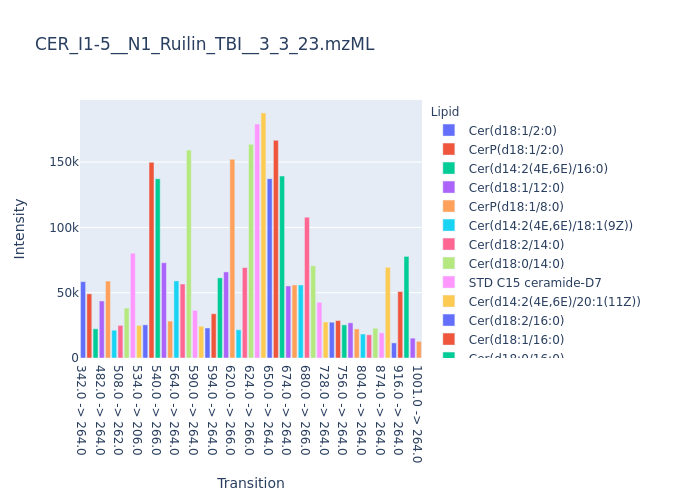 CER_I1-5__N1_Ruilin_TBI__3_3_23.mzML
Lipid
Cer(d18:1/2:0)
CerP(d18:1/2:0)
Cer(d14:2(4E,6E)/16:0)
Cer(d18:1/12:0)
CerP(d18:1/8:0)
Cer(d14:2(4E,6E)/18:1(9Z))
Cer(d18:2/14:0)
Cer(d18:0/14:0)
STD C15 ceramide-D7
Cer(d14:2(4E,6E)/20:1(11Z))
Cer(d18:2/16:0)
Cer(d18:1/16:0)
Cer(d18:0/16:0)
Intensity
150k
100k
50k
0
342.0 -> 264.0
482.0 -> 264.0
508.0 -> 262.0
534.0 -> 206.0
540.0 -> 266.0
564.0 -> 264.0
590.0 -> 264.0
594.0 -> 264.0
620.0 -> 266.0
624.0 -> 264.0
650.0 -> 264.0
674.0 -> 264.0
680.0 -> 266.0
728.0 -> 264.0
756.0 -> 264.0
804.0 -> 264.0
874.0 -> 264.0
916.0 -> 264.0
1001.0 -> 264.0
Transition